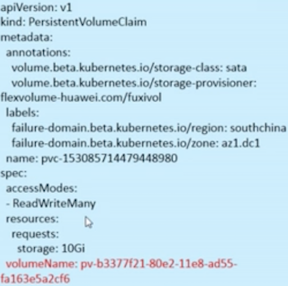 apiVersion: v1
kind: PersistentVolumeClaim
metadata:
  annotations:
    volume.beta.kubernetes.io/storage-class: sata
    volume.beta.kubernetes.io/storage-provisioner:
flexvolume-huawei.com/fuxivol
  labels:
    failure-domain.beta.kubernetes.io/region: southchina
    failure-domain.beta.kubernetes.io/zone: az1.dc1
  name: pvc-153085714479448980
spec:
  accessModes:
  - ReadWriteMany
  resources:
    requests:
      storage: 10Gi
  volumeName: pv-b3377f21-80e2-11e8-ad55-
fa163e5a2cf6